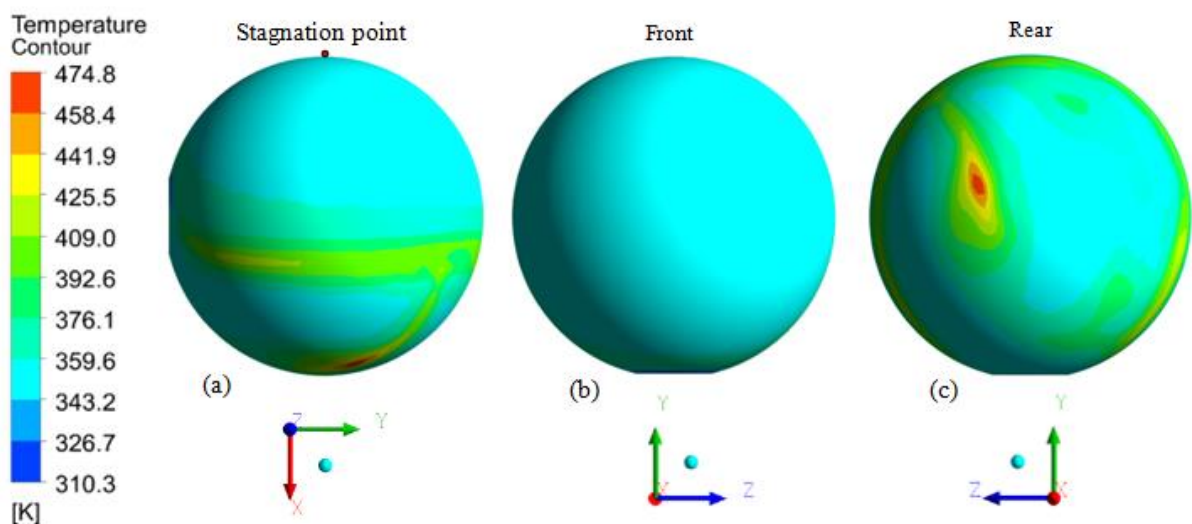 Temperature
Contour
474.8
458.4
441.9
425.5
409.0
392.6
376.1
359.6
343.2
326.7
310.3
[K]
Stagnation point
Front
Rear
(a)
(b)
(c)
Z
Y
X
Y
X
Z
Y
Z
X